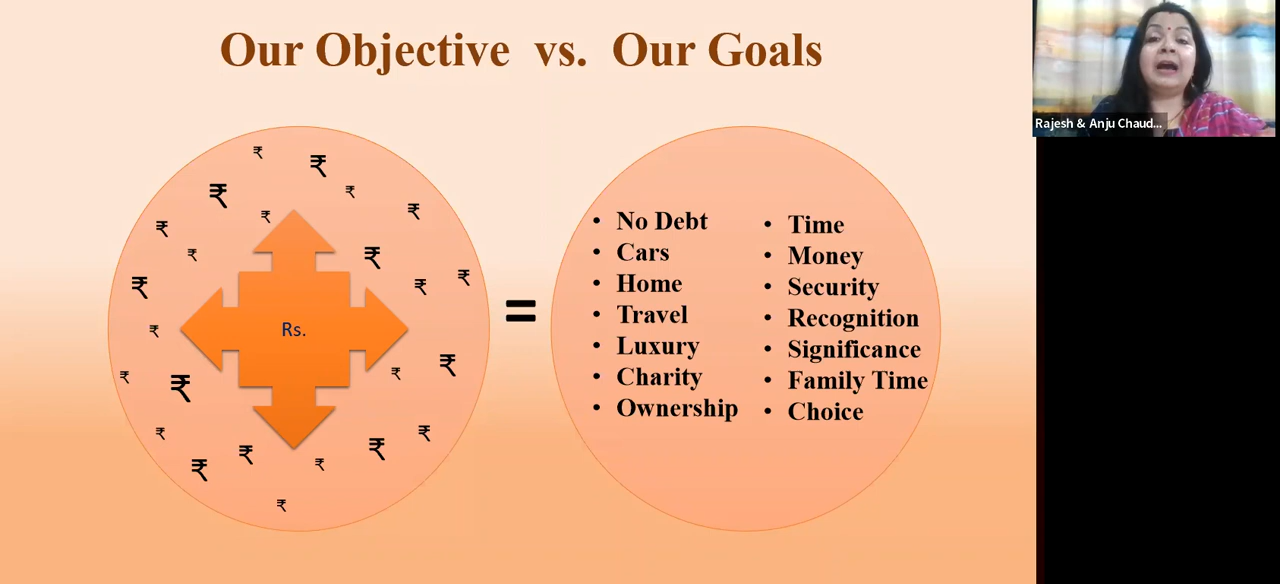 Our Objective vs. Our Goals
₹ ₹ ₹ ₹ ₹ ₹ ₹ ₹ ₹ ₹ ₹ ₹ ₹ ₹ ₹ ₹ ₹ ₹ ₹ ₹ ₹ ₹ ₹ ₹ ₹
Rs.
=
• No Debt
• Cars
• Home
• Travel
• Luxury
• Charity
• Ownership
• Time
• Money
• Security
• Recognition
• Significance
• Family Time
• Choice
Rajesh & Anju Chaud...